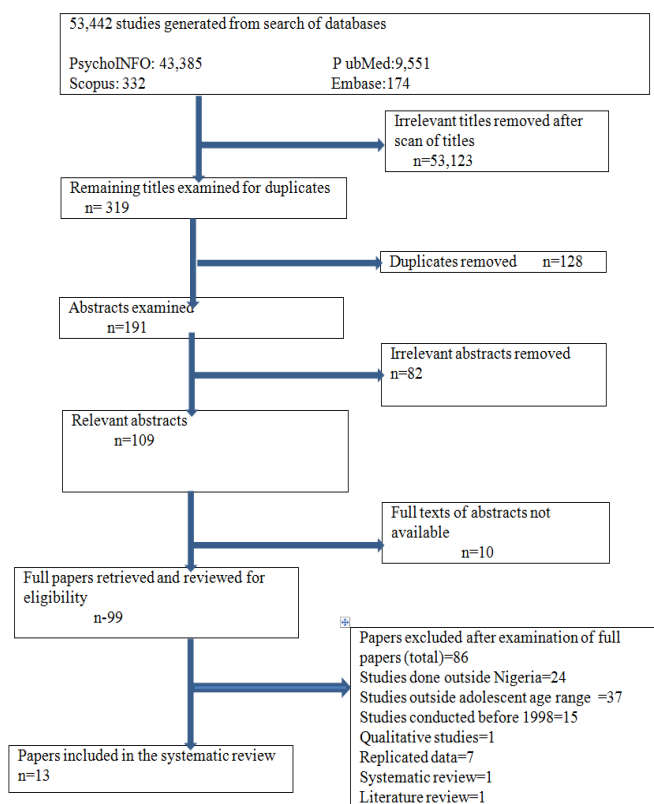 53,442 studies generated from search of databases
PsychoINFO: 43,385 P ubMed:9,551
Scopus: 332 Embase:174
Irrelevant titles removed after
scan of titles
n=53,123
Remaining titles examined for duplicates
n= 319
Duplicates removed n=128
Abstracts examined
n=191
Irrelevant abstracts removed
n=82
Relevant abstracts
n=109
Full texts of abstracts not
available
n=10
Full papers retrieved and reviewed for
eligibility
n-99
Papers excluded after examination of full
papers (total)=86
Studies done outside Nigeria=24
Studies outside adolescent age range =37
Studies conducted before 1998=15
Qualitative studies=1
Replicated data=7
Systematic review=1
Literature review=1
Papers included in the systematic review
n=13